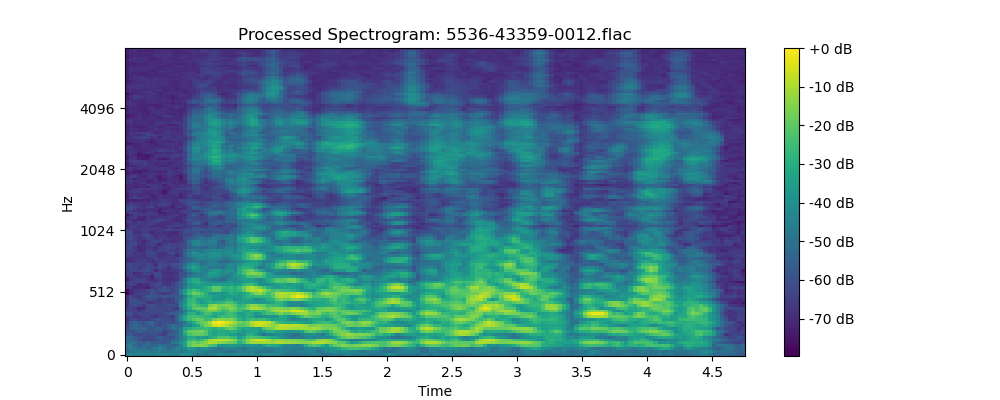 Processed Spectrogram: 5536-43359-0012.flac
Hz
4096
2048
1024
512
0
0 0.5 1 1.5 2 2.5 3 3.5 4 4.5
Time
+0 dB
-10 dB
-20 dB
-30 dB
-40 dB
-50 dB
-60 dB
-70 dB